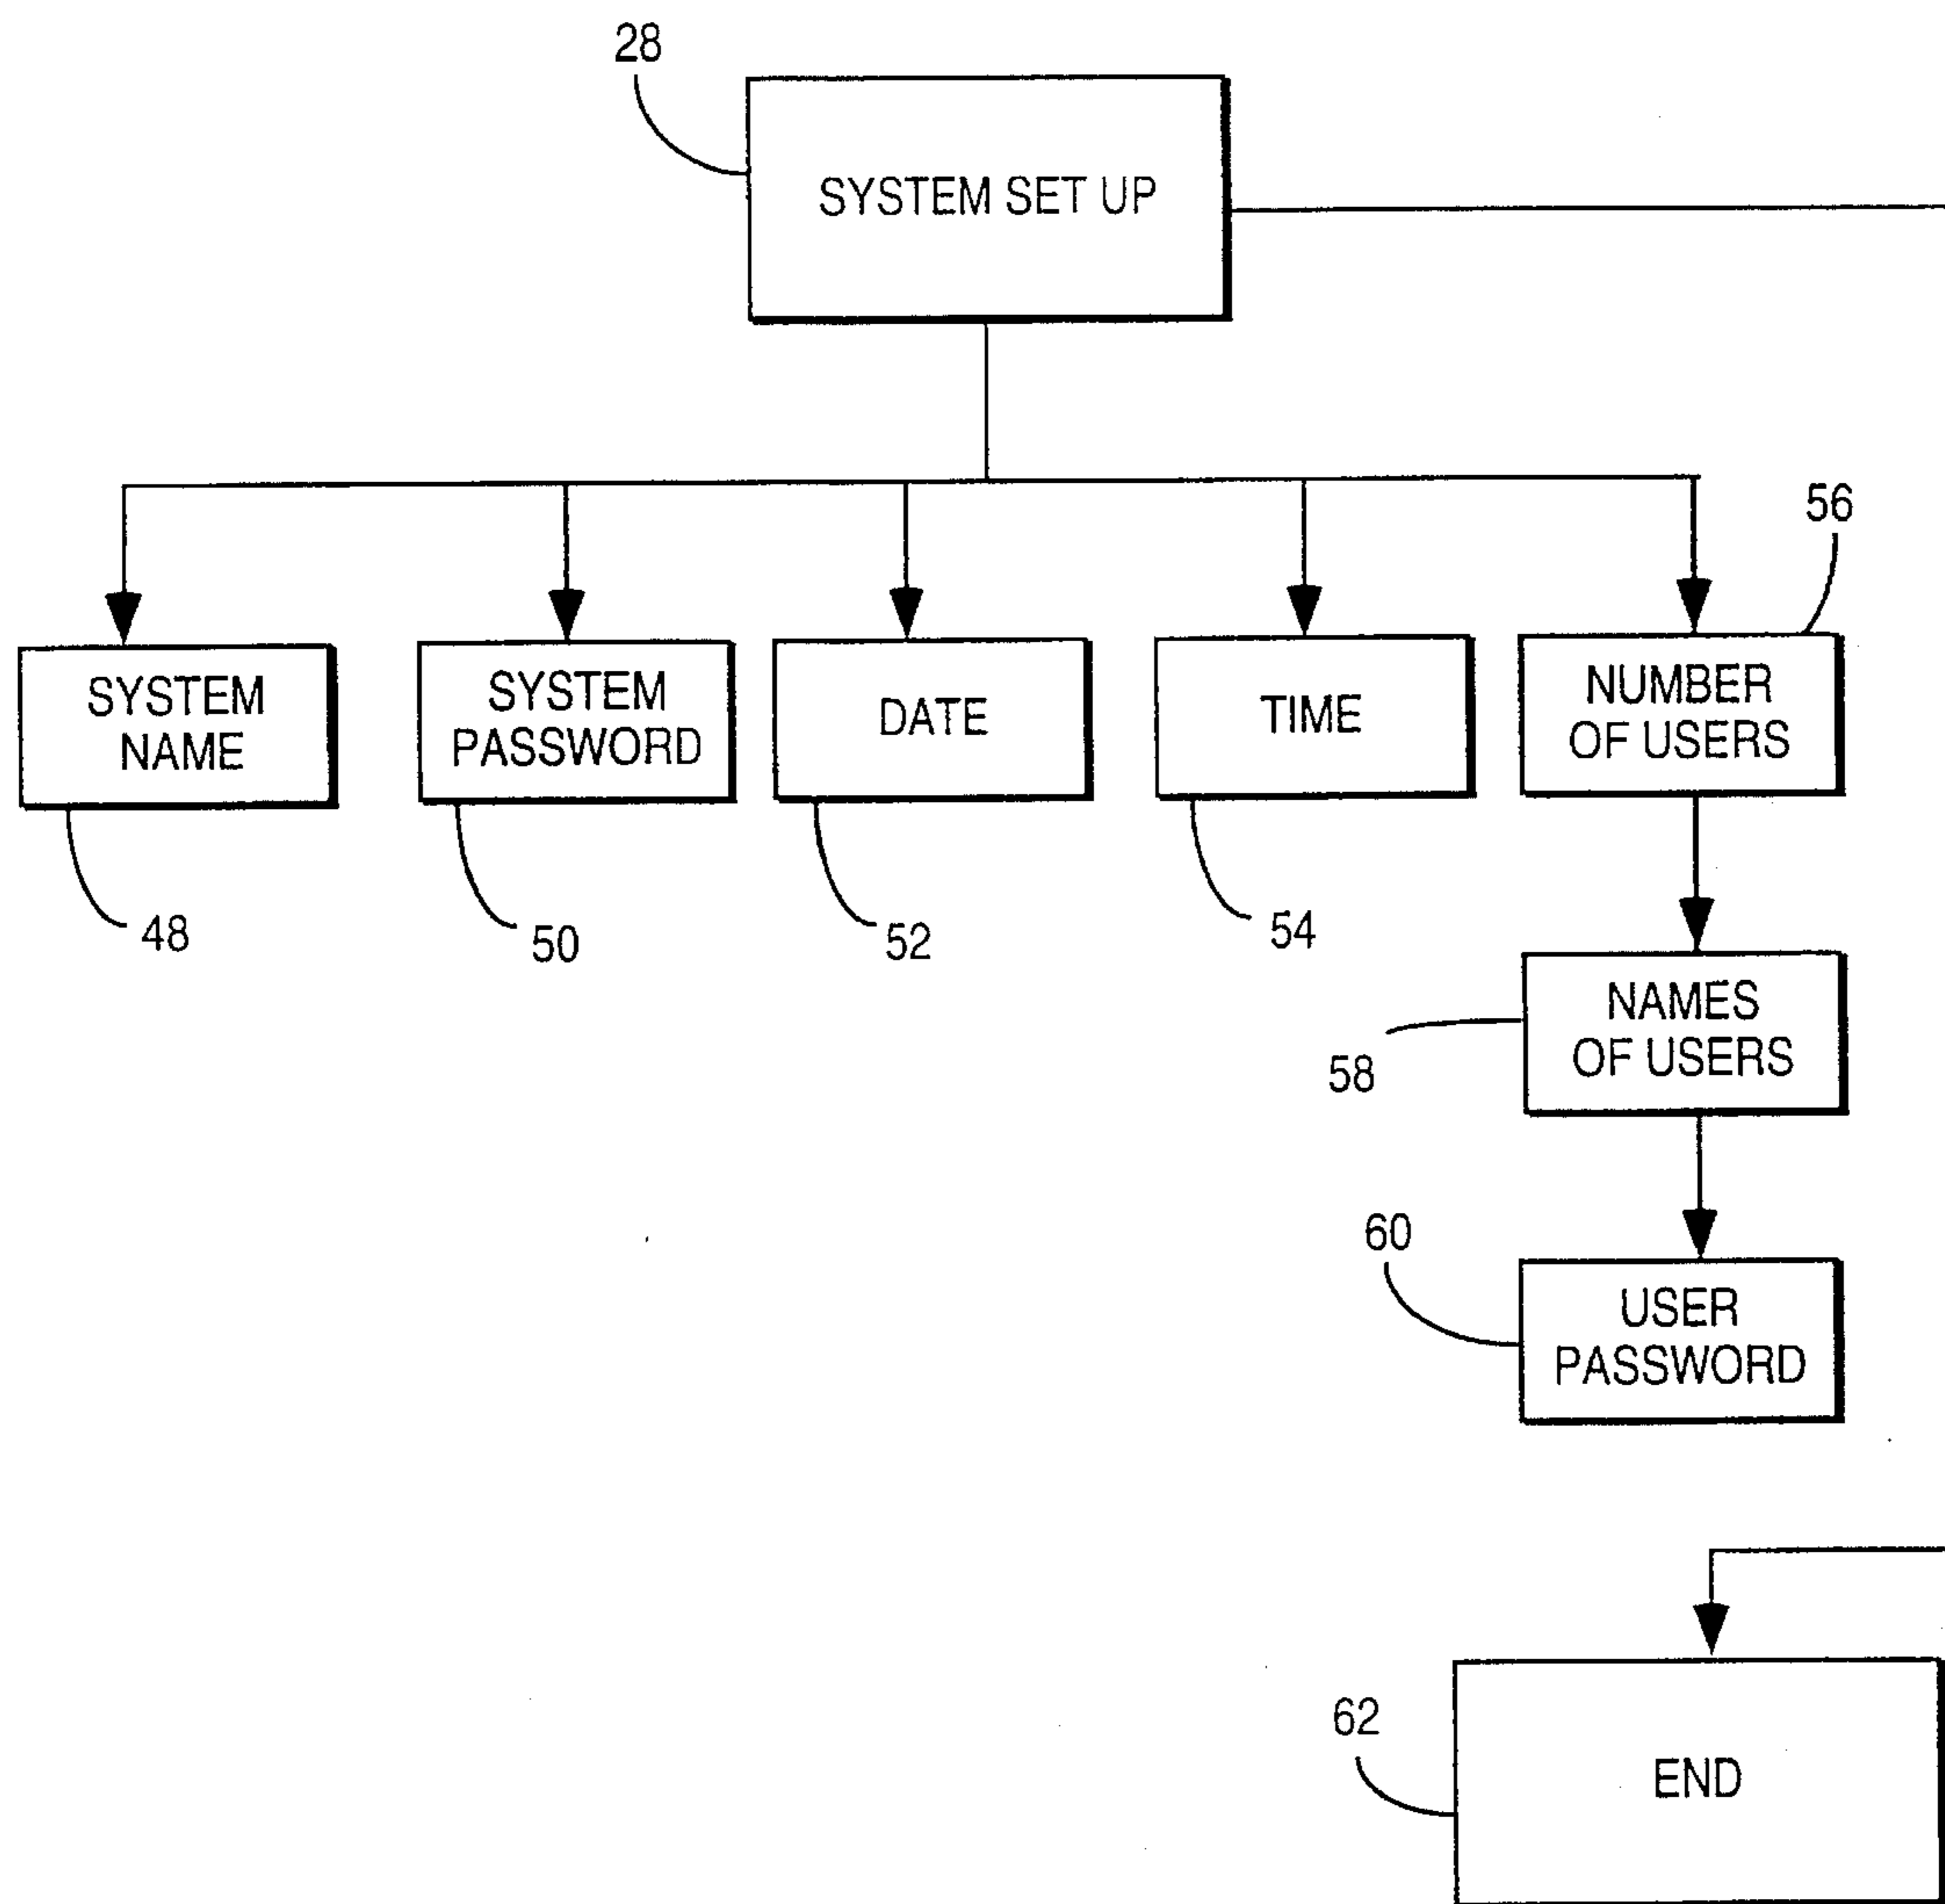 28
SYSTEM SET UP
56
SYSTEM
NAME
SYSTEM
PASSWORD
DATE
TIME
NUMBER
OF USERS
48
50
52
54
NAMES
OF USERS
58
60
USER
PASSWORD
62
END